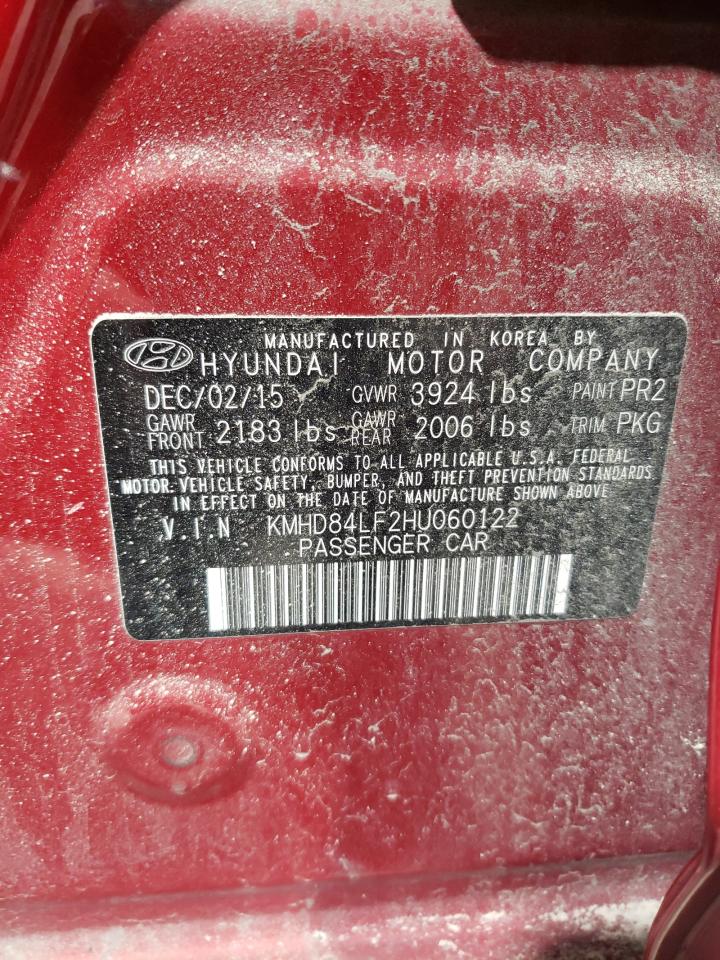 MANUFACTURED IN KOREA BY
HYUNDAI MOTOR COMPANY
DEC/02/15 GVWR 3924 lbs PAINT PR2
GAWR FRONT 2183 lbs GAWR REAR 2006 lbs TRIM PKG
THIS VEHICLE CONFORMS TO ALL APPLICABLE U.S.A. FEDERAL
MOTOR VEHICLE SAFETY, BUMPER, AND THEFT PREVENTION STANDARDS
IN EFFECT ON THE DATE OF MANUFACTURE SHOWN ABOVE
V I N KMHD84LF2HU060122
PASSENGER CAR